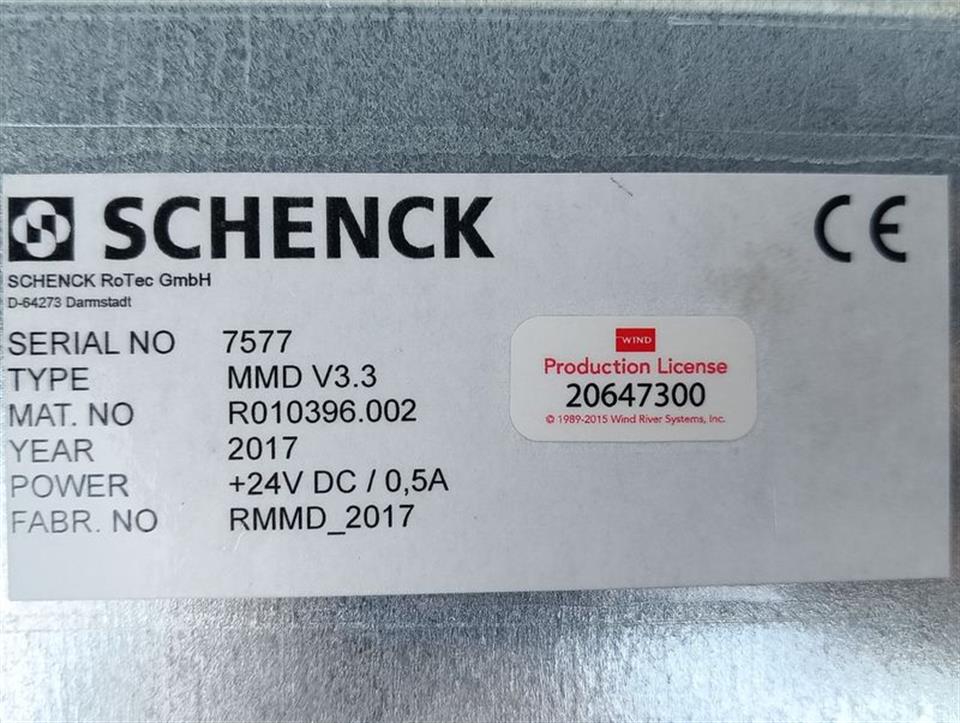 SCHENCK
CE
SCHENCK RoTec GmbH
D-64273 Darmstadt
SERIAL NO 7577
TYPE MMD V3.3
MAT. NO R010396.002
YEAR 2017
POWER +24V DC / 0,5A
FABR. NO RMMD_2017
WIND
Production License
20647300
© 1989-2015 Wind River Systems, Inc.